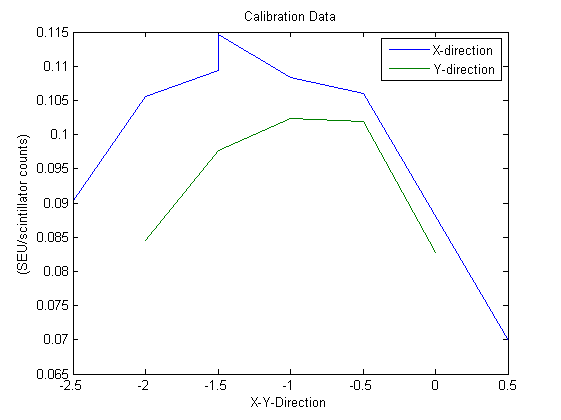 Calibration Data
0.115
0.11
0.105
0.1
0.095
0.09
0.085
0.08
0.075
0.07
0.065
(SEU/scintillator counts)
X-direction
Y-direction
-2.5 -2 -1.5 -1 -0.5 0 0.5
X-Y-Direction